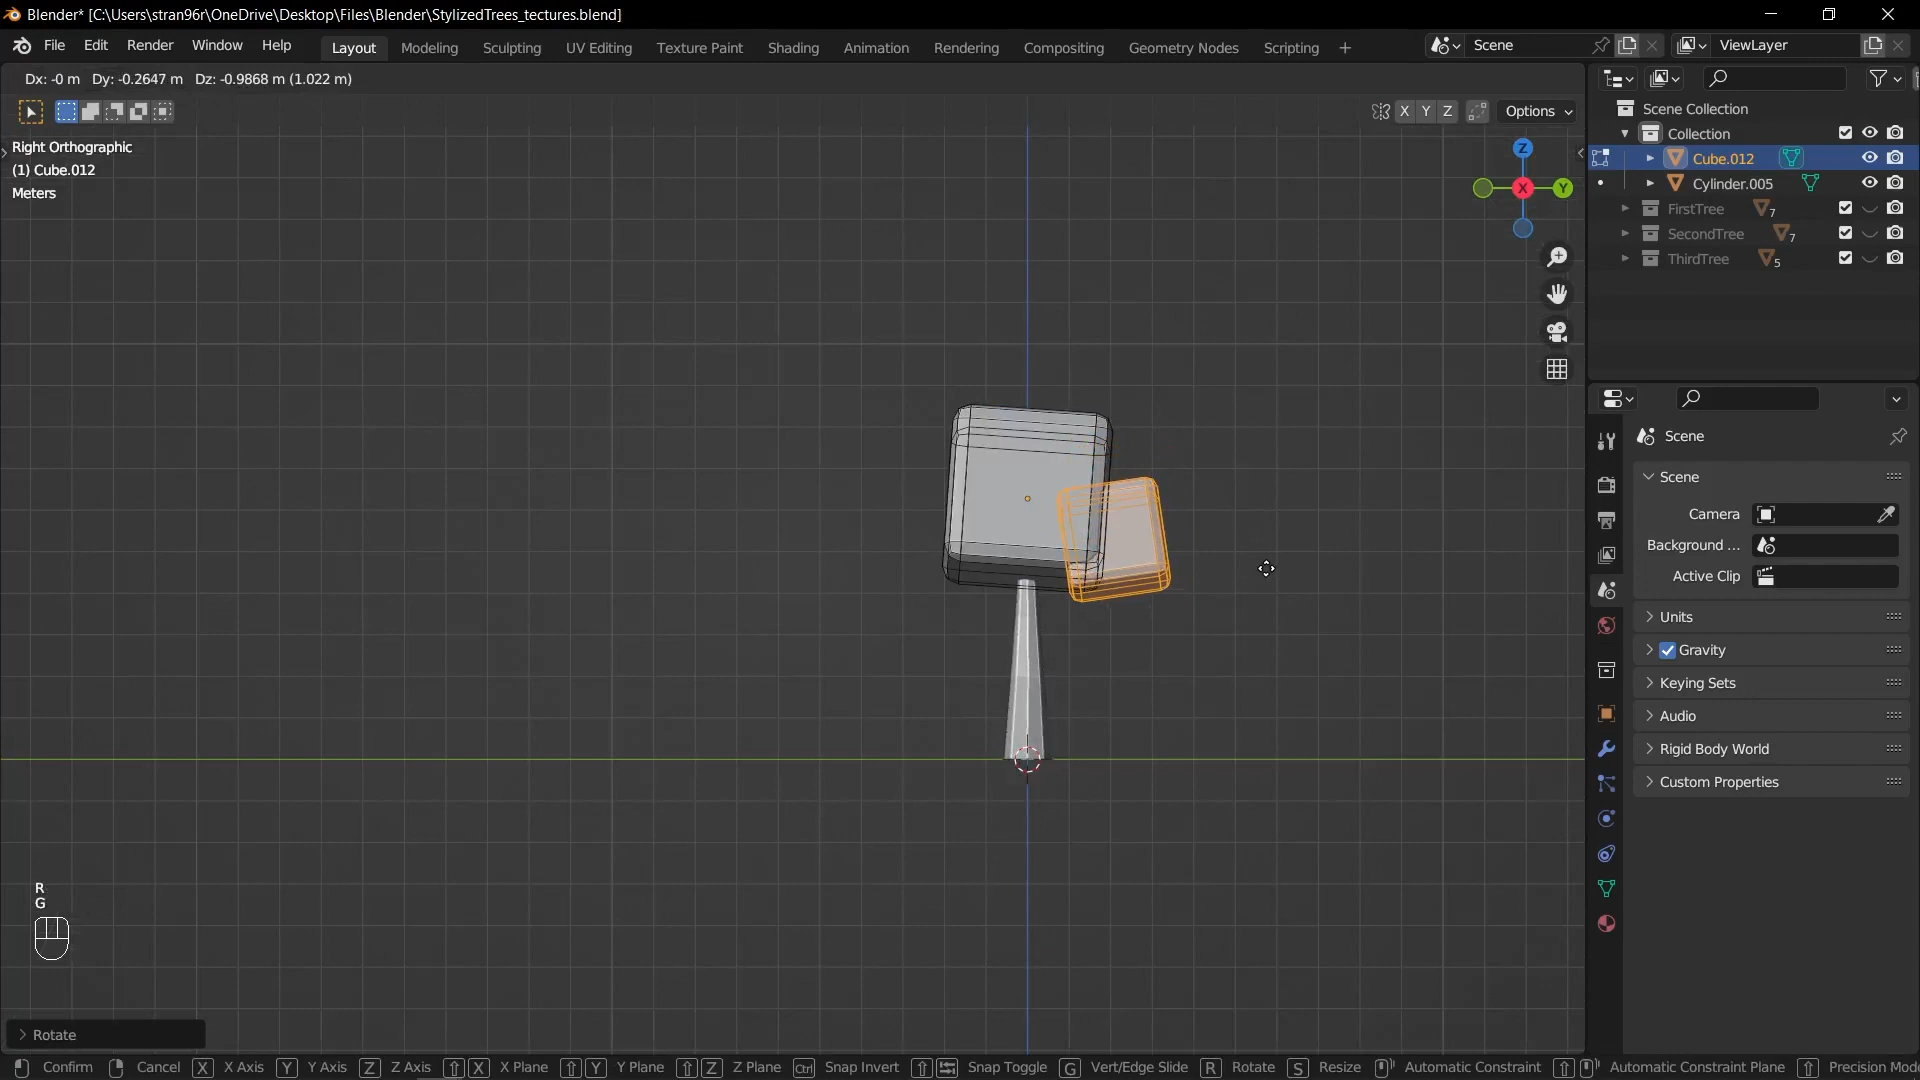 Blender* [C:\Users\stran96r\OneDrive\Desktop\Files\Blender\StylizedTrees_tectures.blend]
File Edit Render Window Help Layout Modeling Sculpting UV Editing Texture Paint Shading Animation Rendering Compositing Geometry Nodes Scripting + Scene ViewLayer
Dx: -0 m Dy: -0.2647 m Dz: -0.9868 m (1.022 m)
X Y Z Options
Right Orthographic
(1) Cube.012
Meters
Z
X
Y
Scene Collection
Collection
Cube.012
Cylinder.005
FirstTree 7
SecondTree 7
ThirdTree 5
Scene
Scene
Camera
Background ...
Active Clip
Units
Gravity
Keying Sets
Audio
Rigid Body World
Custom Properties
R
G
Rotate
Confirm Cancel X X Axis Y Y Axis Z Z Axis X X Plane Y Y Plane Z Z Plane Ctrl Snap Invert Snap Toggle G Vert/Edge Slide R Rotate S Resize Automatic Constraint Automatic Constraint Plane Precision Mod